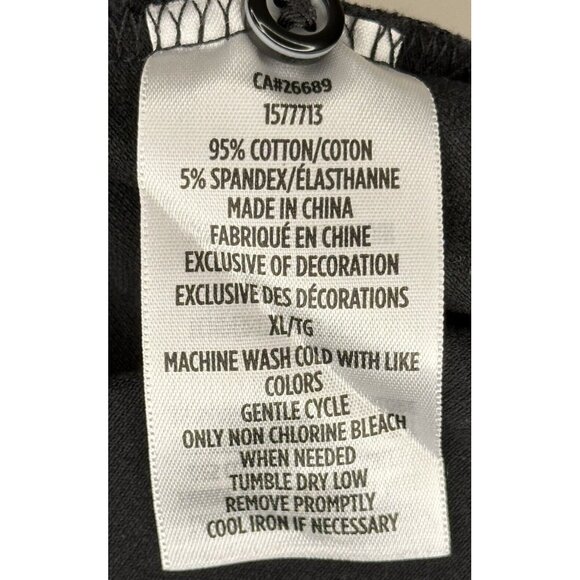 CA#26689
1577713
95% COTTON/COTON
5% SPANDEX/ÉLASTHANNE
MADE IN CHINA
FABRIQUÉ EN CHINE
EXCLUSIVE OF DECORATION
EXCLUSIVE DES DÉCORATIONS
XL/TG
MACHINE WASH COLD WITH LIKE
COLORS
GENTLE CYCLE
ONLY NON CHLORINE BLEACH
WHEN NEEDED
TUMBLE DRY LOW
REMOVE PROMPTLY
COOL IRON IF NECESSARY